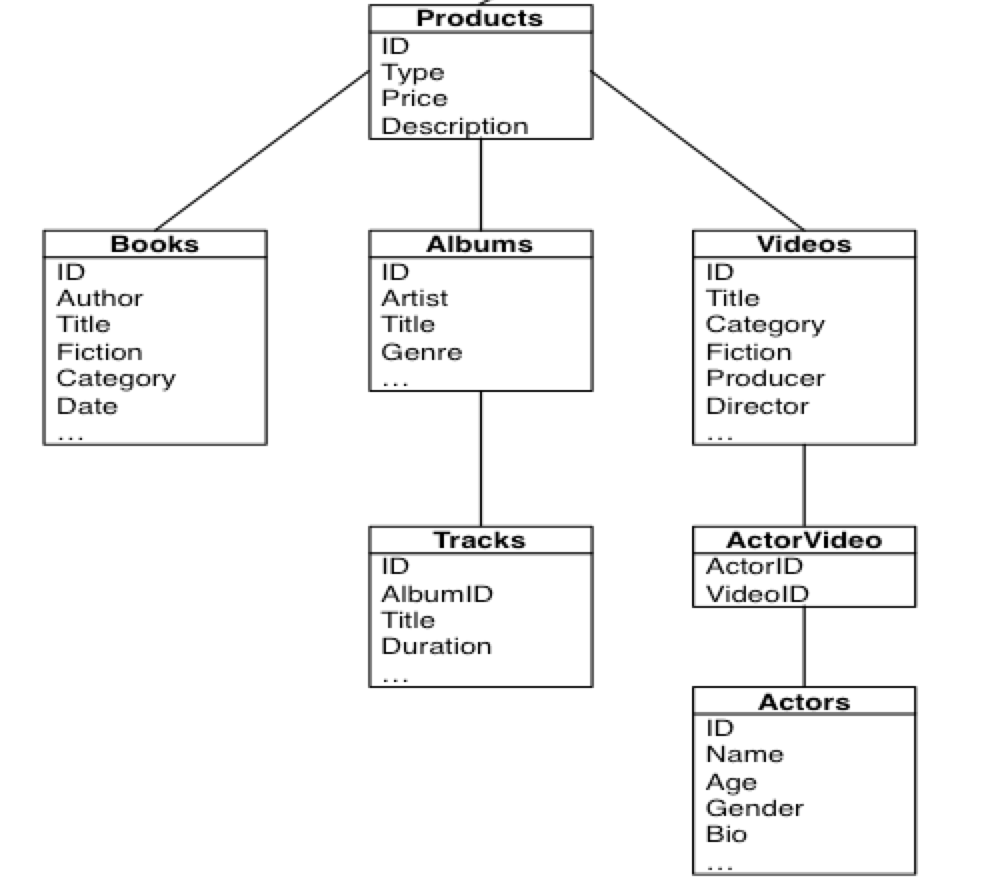 Products
ID
Type
Price
Description
Books
ID
Author
Title
Fiction
Category
Date
...
Albums
ID
Artist
Title
Genre
...
Videos
ID
Title
Category
Fiction
Producer
Director
...
Tracks
ID
AlbumID
Title
Duration
...
ActorVideo
ActorID
VideoID
Actors
ID
Name
Age
Gender
Bio
...